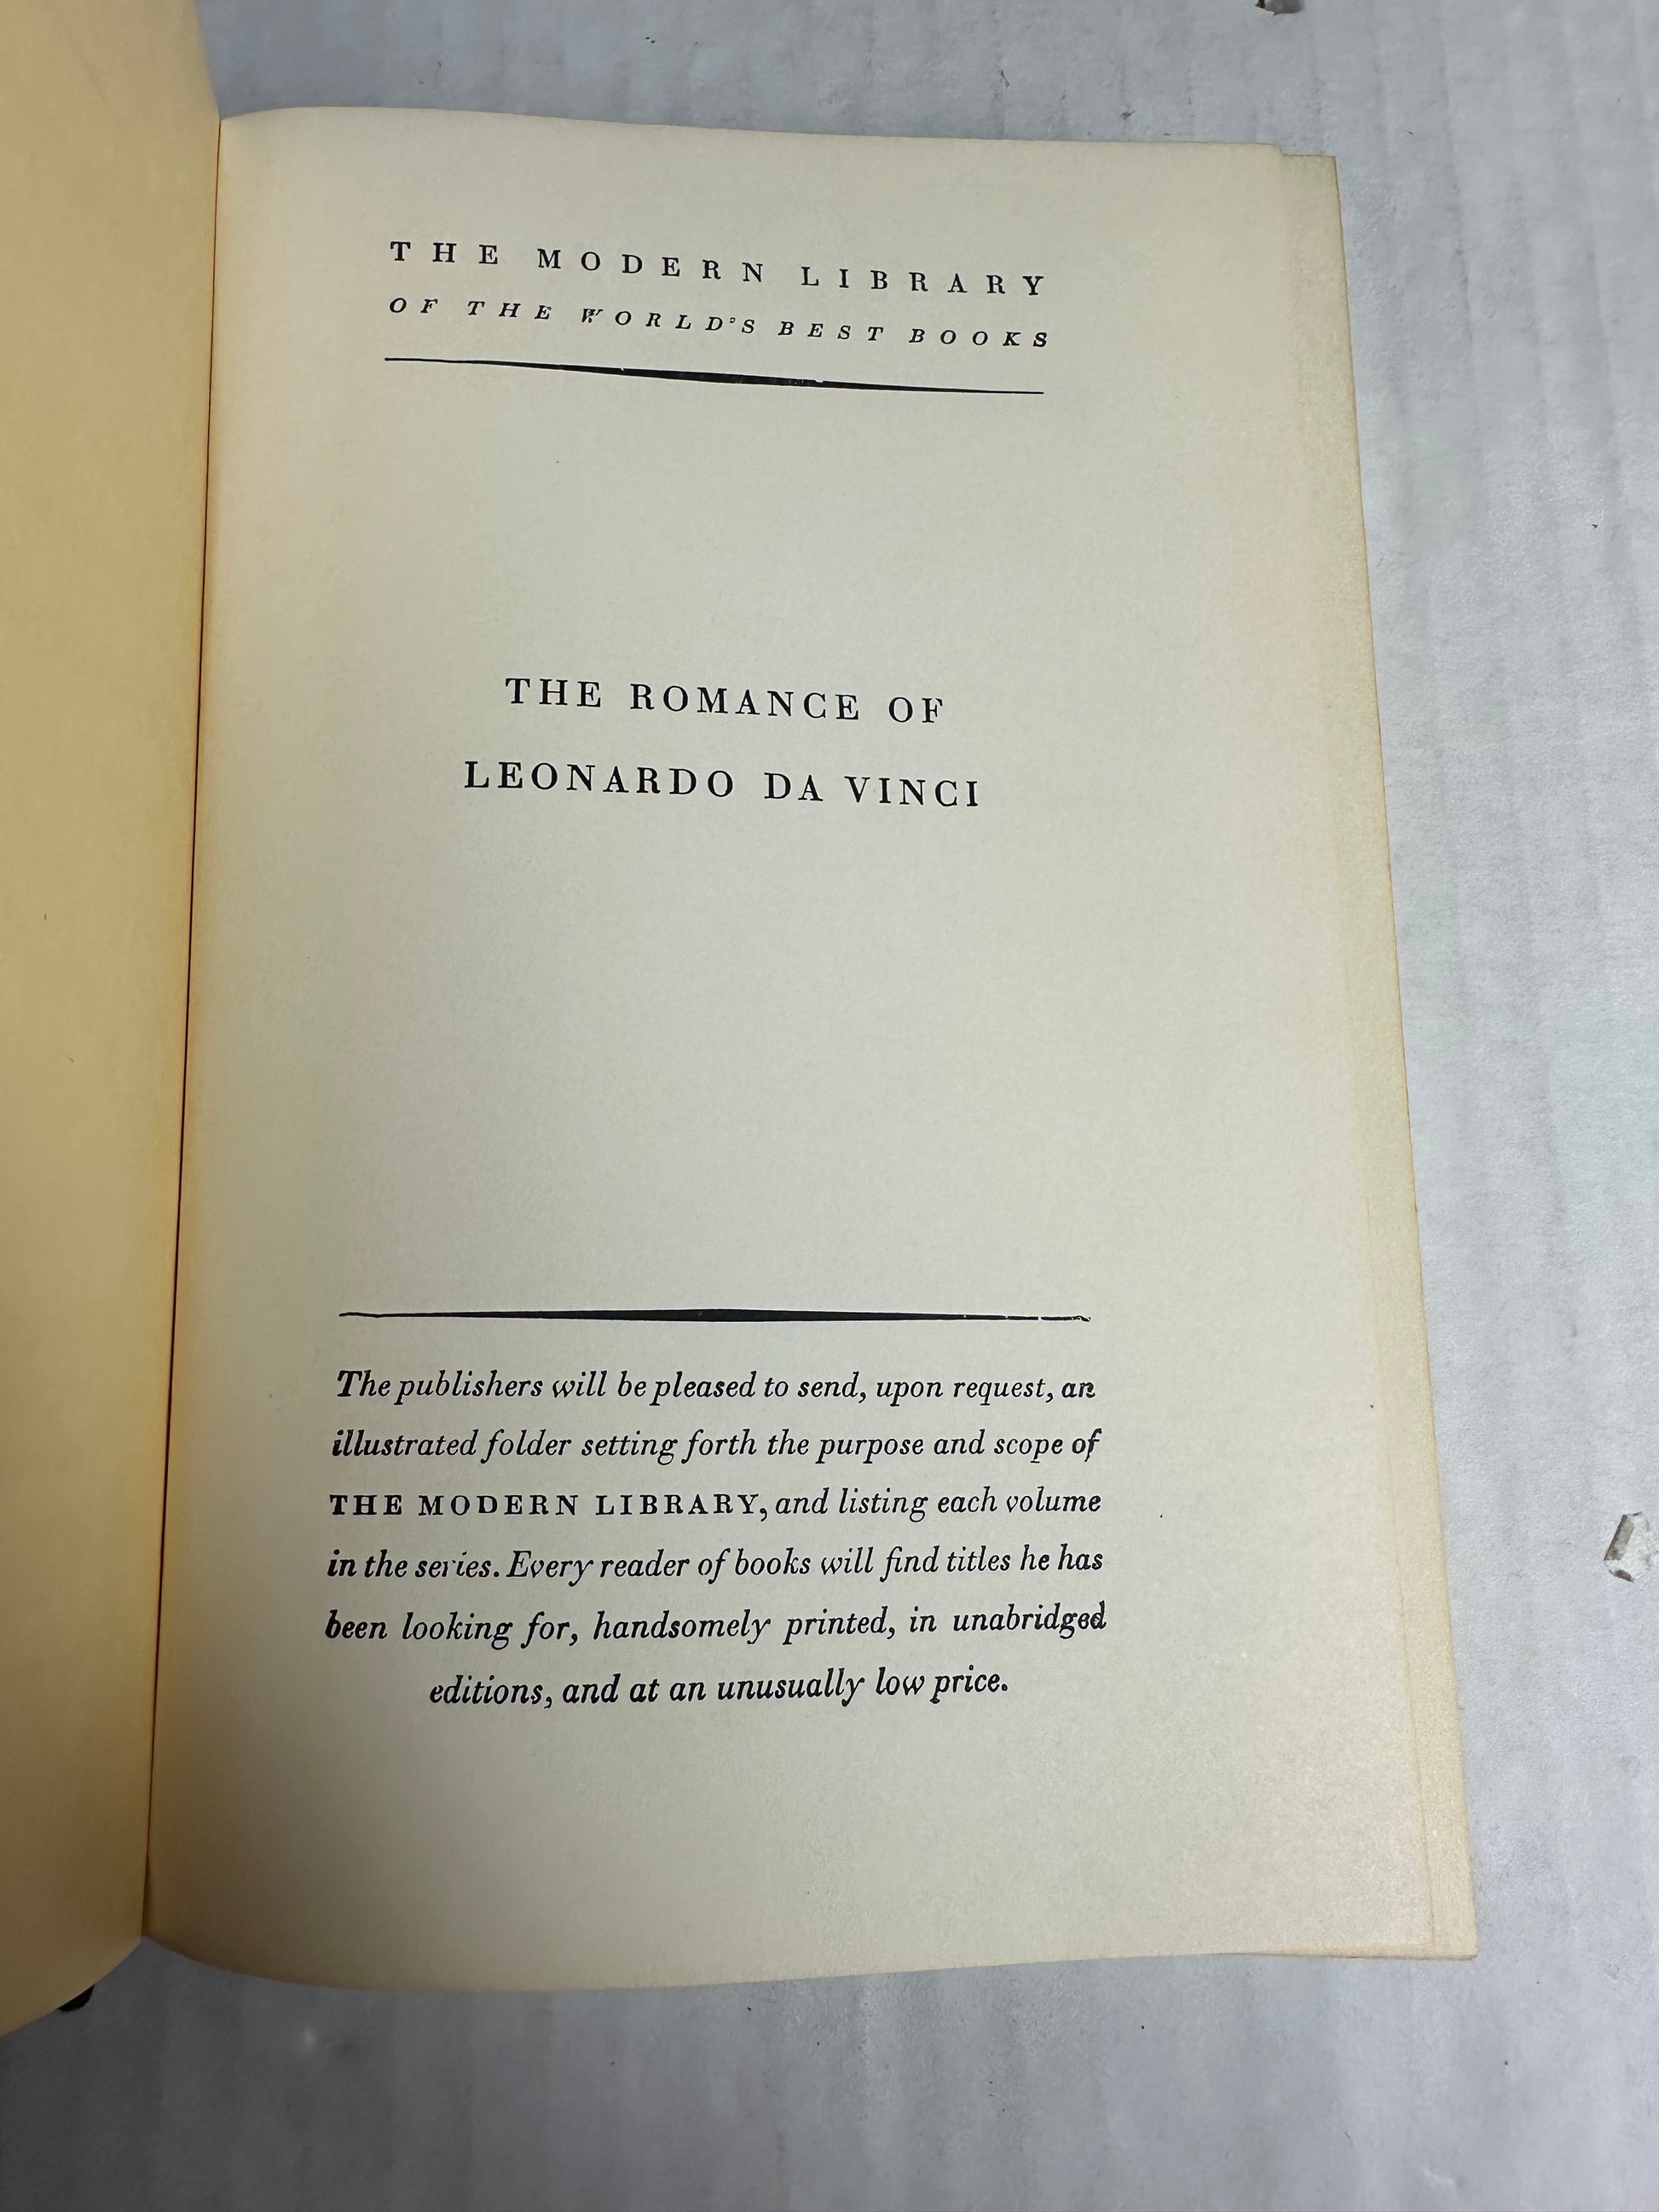 THE MODERN LIBRARY
OF THE WORLD'S BEST BOOKS
THE ROMANCE OF
LEONARDO DA VINCI
The publishers will be pleased to send, upon request, an
illustrated folder setting forth the purpose and scope of
THE MODERN LIBRARY, and listing each volume
in the series. Every reader of books will find titles he has
been looking for, handsomely printed, in unabridged
editions, and at an unusually low price.